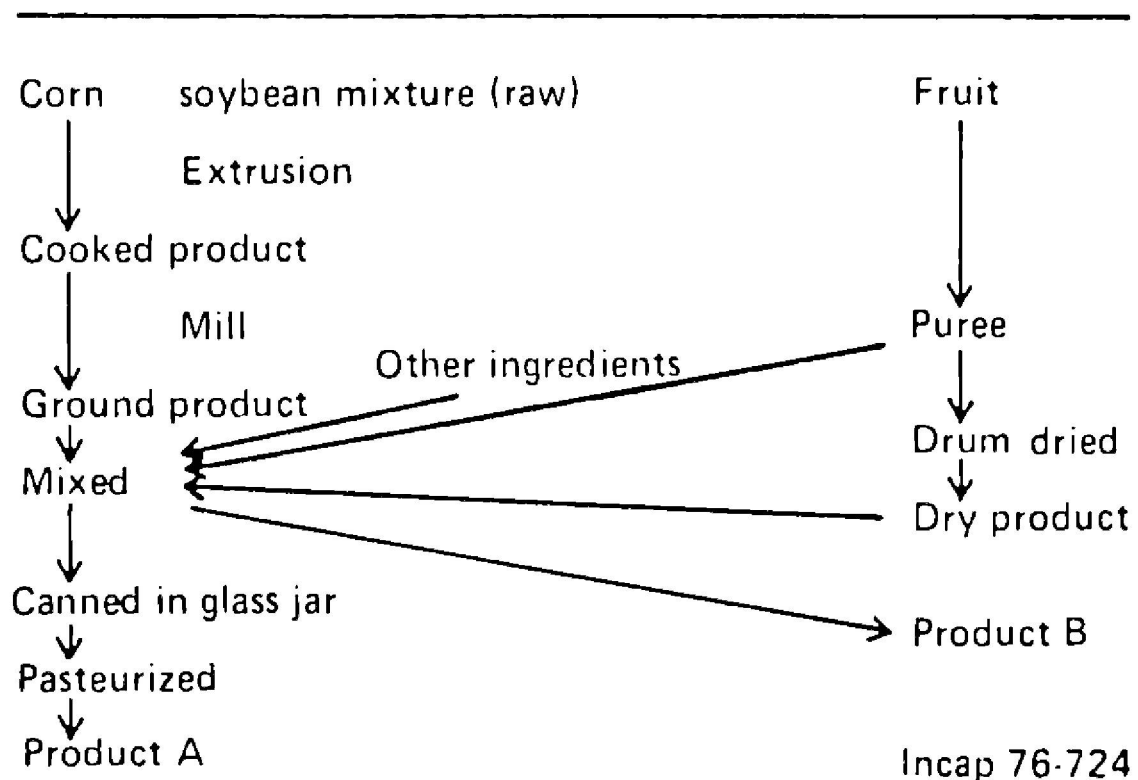 Corn soybean mixture (raw)
Fruit
Extrusion
Cooked product
Mill
Puree
Other ingredients
Ground product
Drum dried
Mixed
Dry product
Canned in glass jar
Product B
Pasteurized
Product A
Incap 76-724